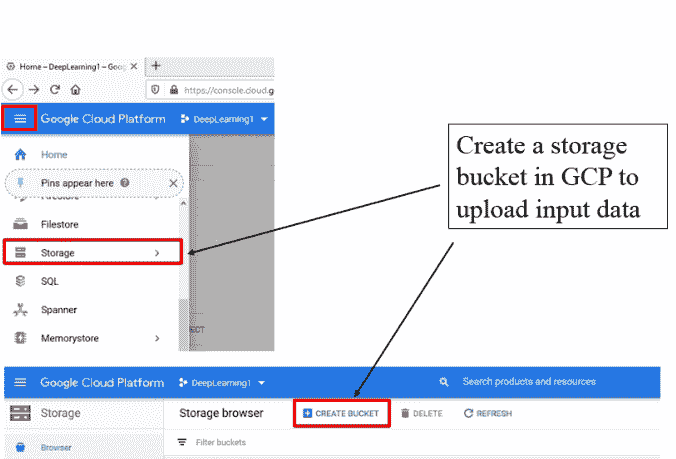 Home – DeepLearning1 – Goo
https://console.cloud.g
Google Cloud Platform DeepLearning1
Home
Pins appear here
Filestore
Storage
SQL
Spanner
Memorystore
ECT
Create a storage
bucket in GCP to
upload input data
Google Cloud Platform DeepLearning1 Search products and resources
Storage Storage browser CREATE BUCKET DELETE REFRESH
Browser Filter buckets